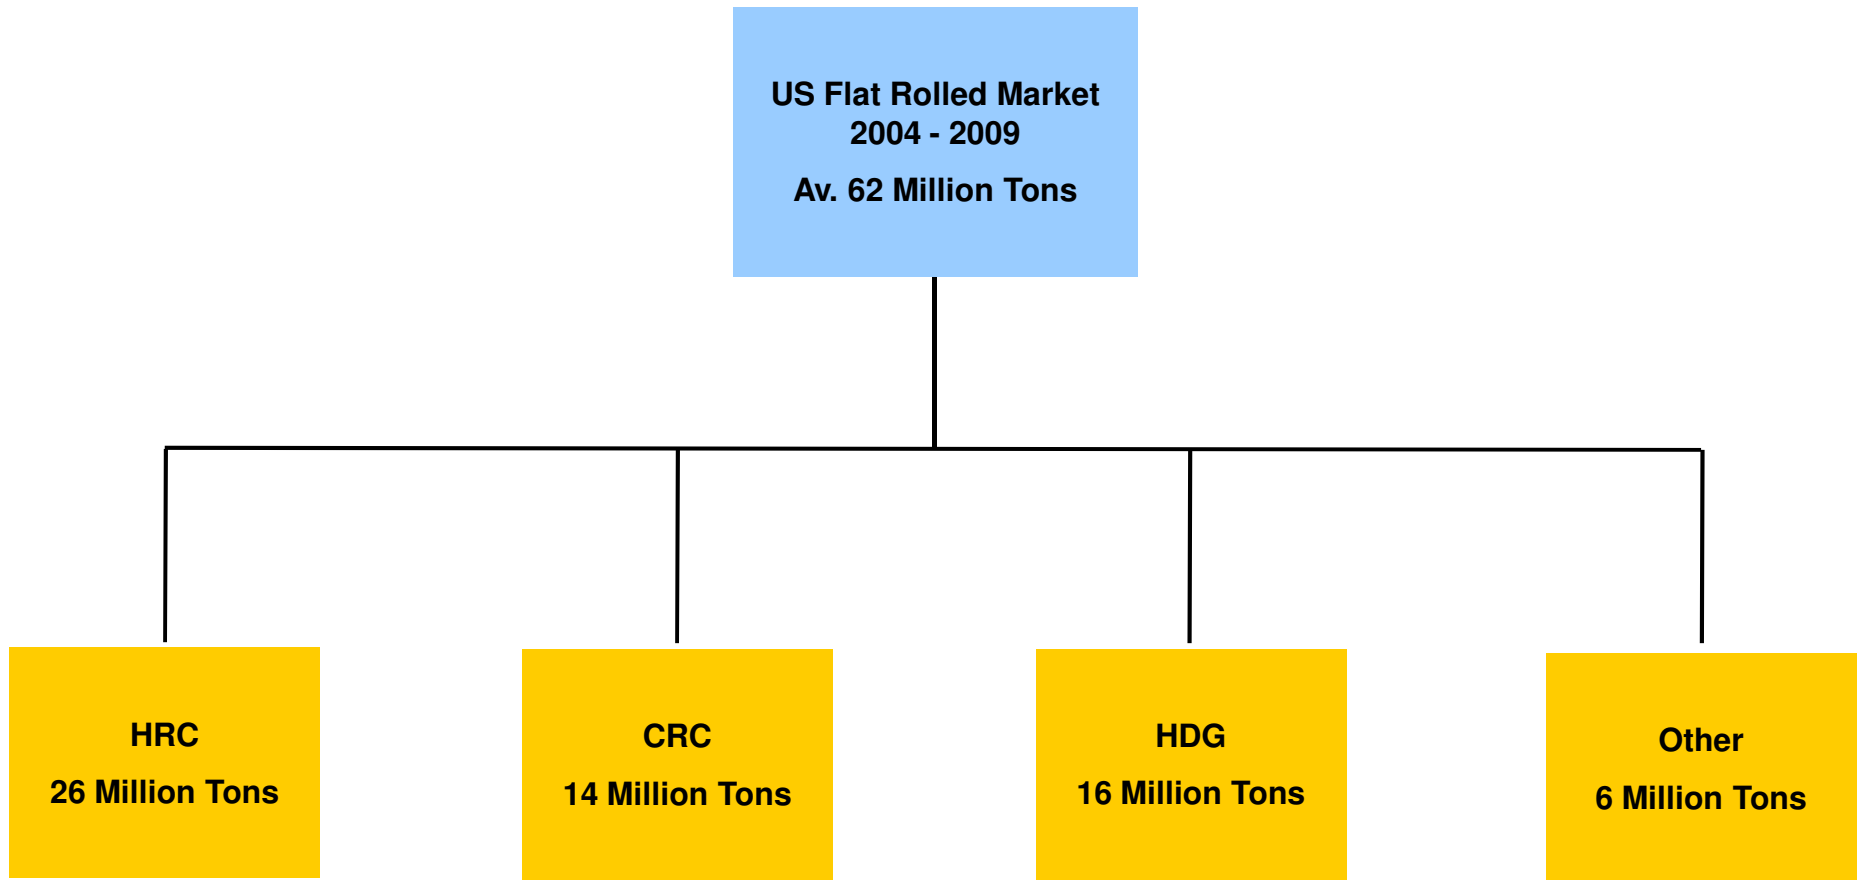 US Flat Rolled Market
2004 - 2009
Av. 62 Million Tons
HRC
26 Million Tons
CRC
14 Million Tons
HDG
16 Million Tons
Other
6 Million Tons